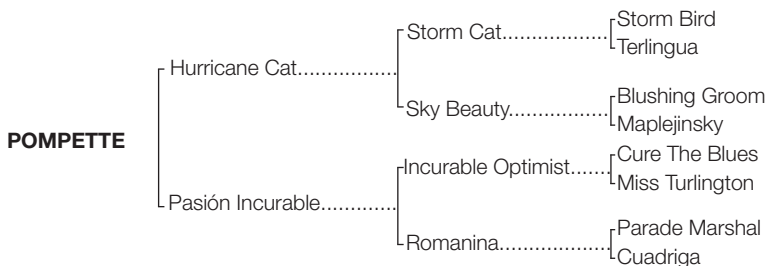 Storm Bird
Storm Cat................
Terlingua
Hurricane Cat.................
Blushing Groom
Sky Beauty.................
Maplejinsky
POMPETTE
Cure The Blues
Incurable Optimist......
Miss Turlington
Pasión Incurable.............
Parade Marshal
Romanina...................
Cuadriga